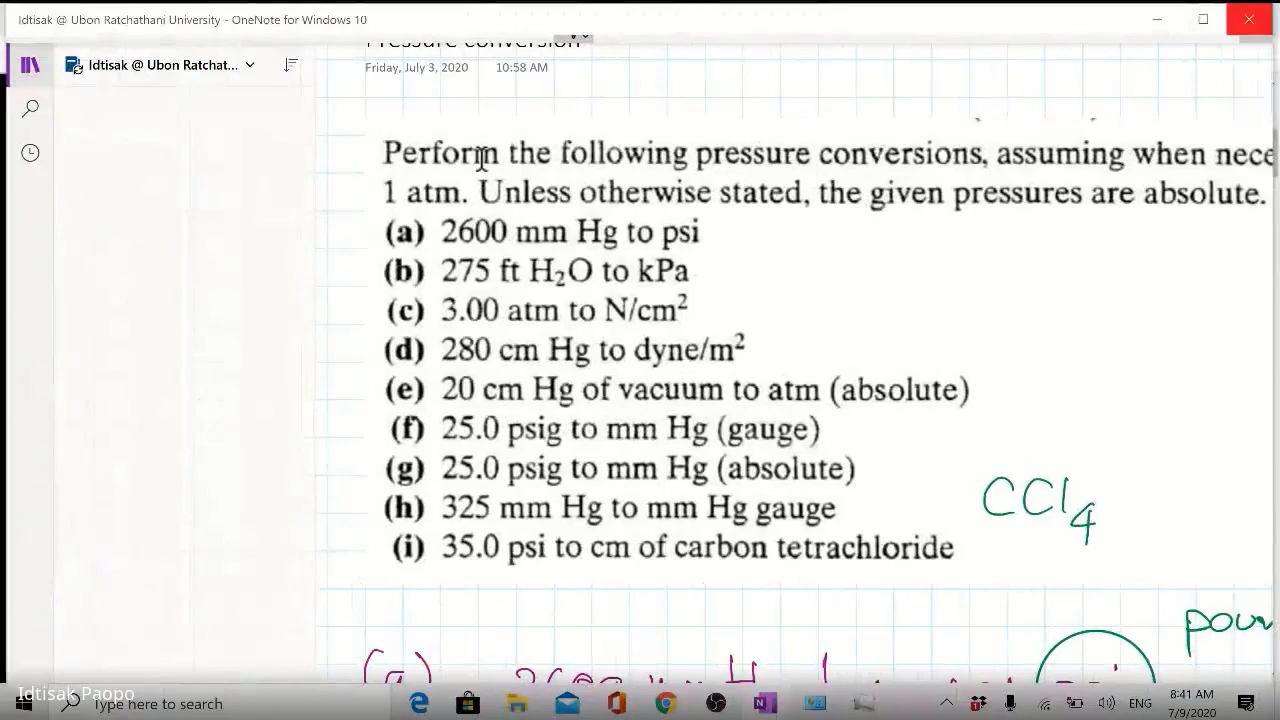 Idtisak @ Ubon Ratchathani University - OneNote for Windows 10
Idtisak @ Ubon Ratchat...
Pressure conversion
Friday, July 3, 2020 10:58 AM
Perform the following pressure conversions, assuming when nece
1 atm. Unless otherwise stated, the given pressures are absolute.
(a) 2600 mm Hg to psi
(b) 275 ft H₂O to kPa
(c) 3.00 atm to N/cm²
(d) 280 cm Hg to dyne/m²
(e) 20 cm Hg of vacuum to atm (absolute)
(f) 25.0 psig to mm Hg (gauge)
(g) 25.0 psig to mm Hg (absolute)
(h) 325 mm Hg to mm Hg gauge
(i) 35.0 psi to cm of carbon tetrachloride
CCl₄
(a)
Idtisak Paopo
Type here to search
ENG
8:41 AM
7/9/2020